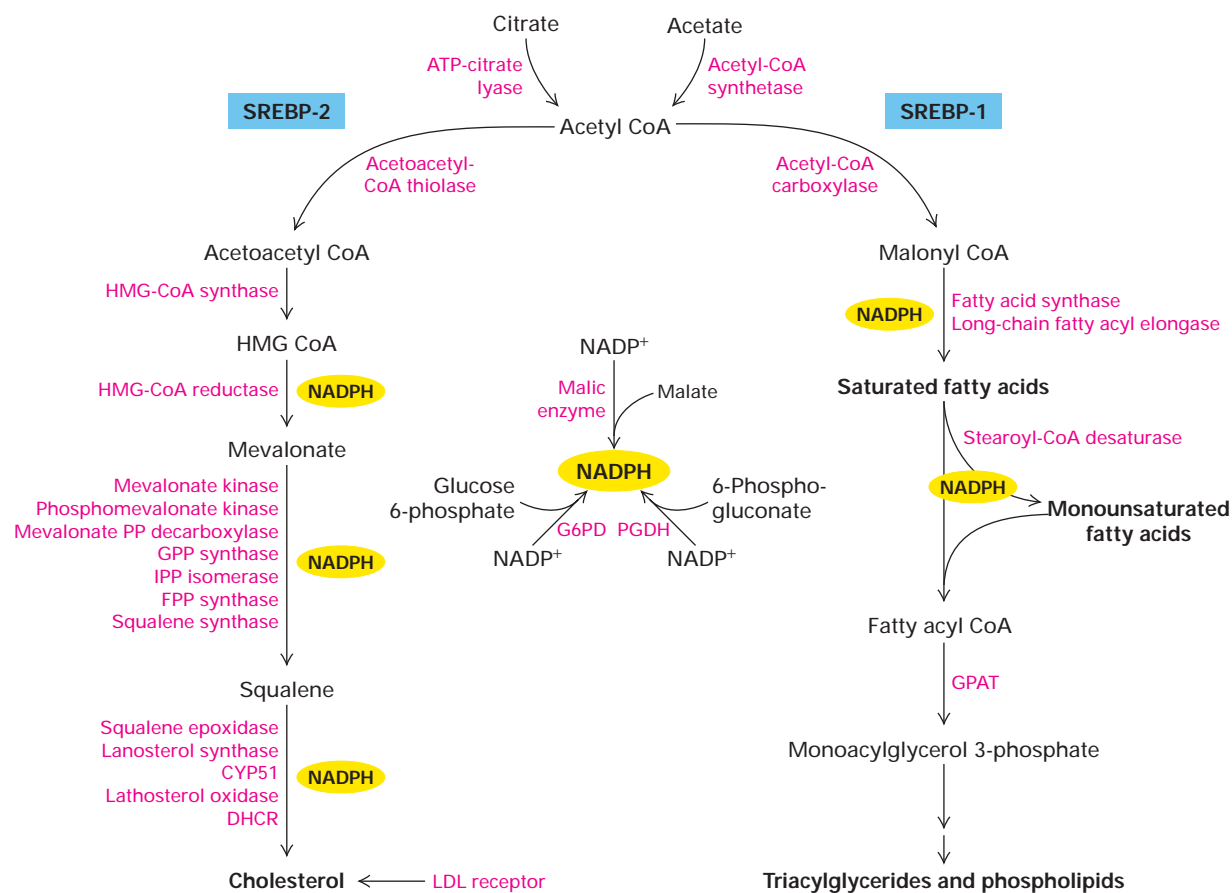 Citrate
Acetate
ATP-citrate
lyase
Acetyl-CoA
synthetase
SREBP-2
SREBP-1
Acetyl CoA
Acetoacetyl-
CoA thiolase
Acetyl-CoA
carboxylase
Acetoacetyl CoA
HMG-CoA synthase
HMG CoA
HMG-CoA reductase
NADPH
Mevalonate
Mevalonate kinase
Phosphomevalonate kinase
Mevalonate PP decarboxylase
GPP synthase
IPP isomerase
FPP synthase
Squalene synthase
NADPH
Squalene
Squalene epoxidase
Lanosterol synthase
CYP51
Lathosterol oxidase
DHCR
NADPH
Cholesterol
LDL receptor
NADP⁺
Malic
enzyme
Malate
NADPH
Glucose
6-phosphate
6-Phospho-
gluconate
G6PD PGDH
NADP⁺
NADP⁺
Malonyl CoA
NADPH
Fatty acid synthase
Long-chain fatty acyl elongase
Saturated fatty acids
Stearoyl-CoA desaturase
NADPH
Monounsaturated
fatty acids
Fatty acyl CoA
GPAT
Monoacylglycerol 3-phosphate
Triacylglycerides and phospholipids